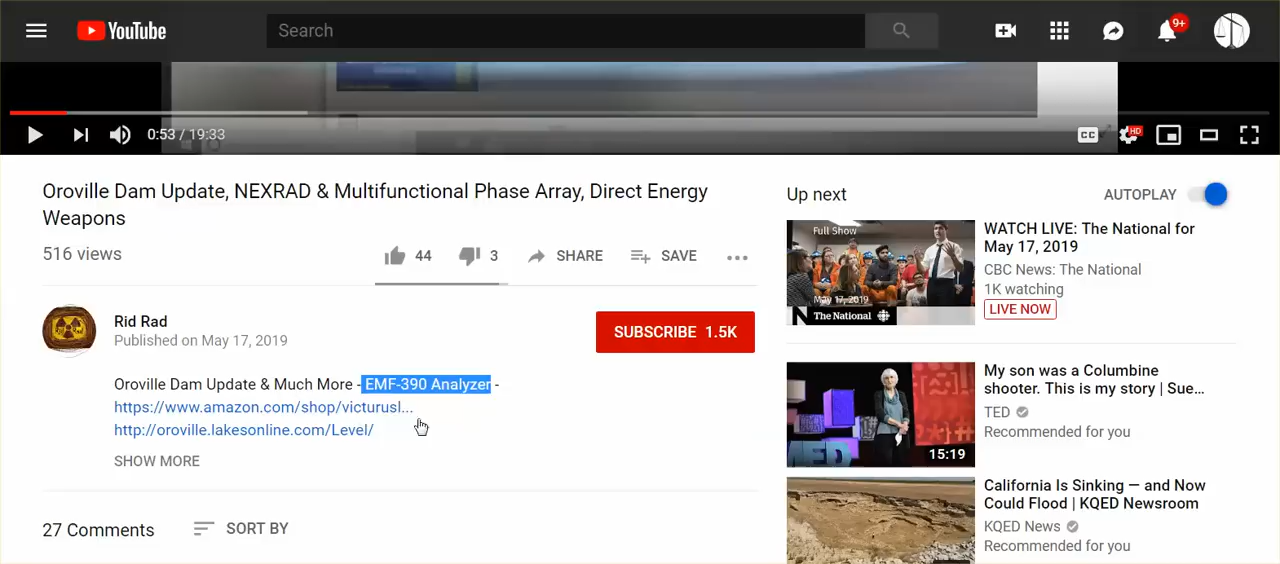 YouTube
Search
9+
0:53 / 19:33
CC
HD
Oroville Dam Update, NEXRAD & Multifunctional Phase Array, Direct Energy
Weapons
516 views
44
3
SHARE
SAVE
Rid Rad
Published on May 17, 2019
SUBSCRIBE 1.5K
Oroville Dam Update & Much More - EMF-390 Analyzer -
https://www.amazon.com/shop/victurusl...
http://oroville.lakesonline.com/Level/
SHOW MORE
27 Comments
SORT BY
Up next
AUTOPLAY
Full Show
May 17, 2019
N The National
WATCH LIVE: The National for
May 17, 2019
CBC News: The National
1K watching
LIVE NOW
15:19
My son was a Columbine
shooter. This is my story | Sue...
TED
Recommended for you
California Is Sinking — and Now
Could Flood | KQED Newsroom
KQED News
Recommended for you